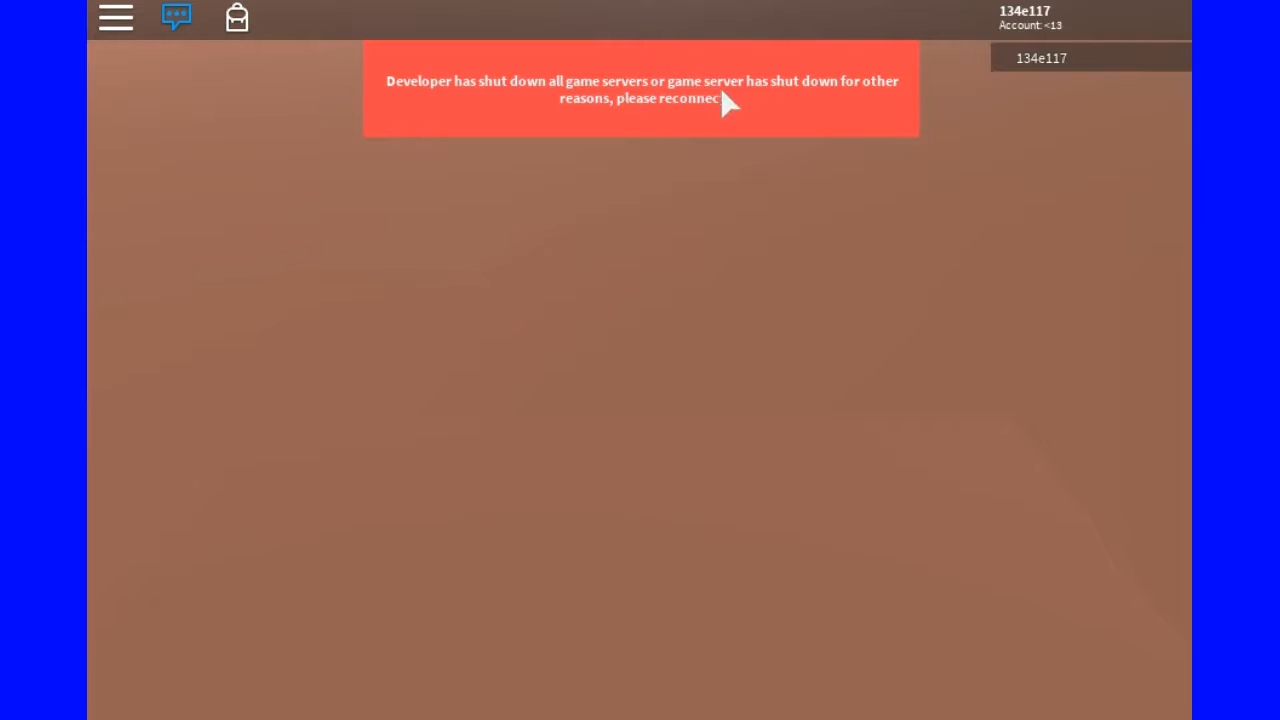 134e117
Account: <13
134e117
Developer has shut down all game servers or game server has shut down for other
reasons, please reconnec